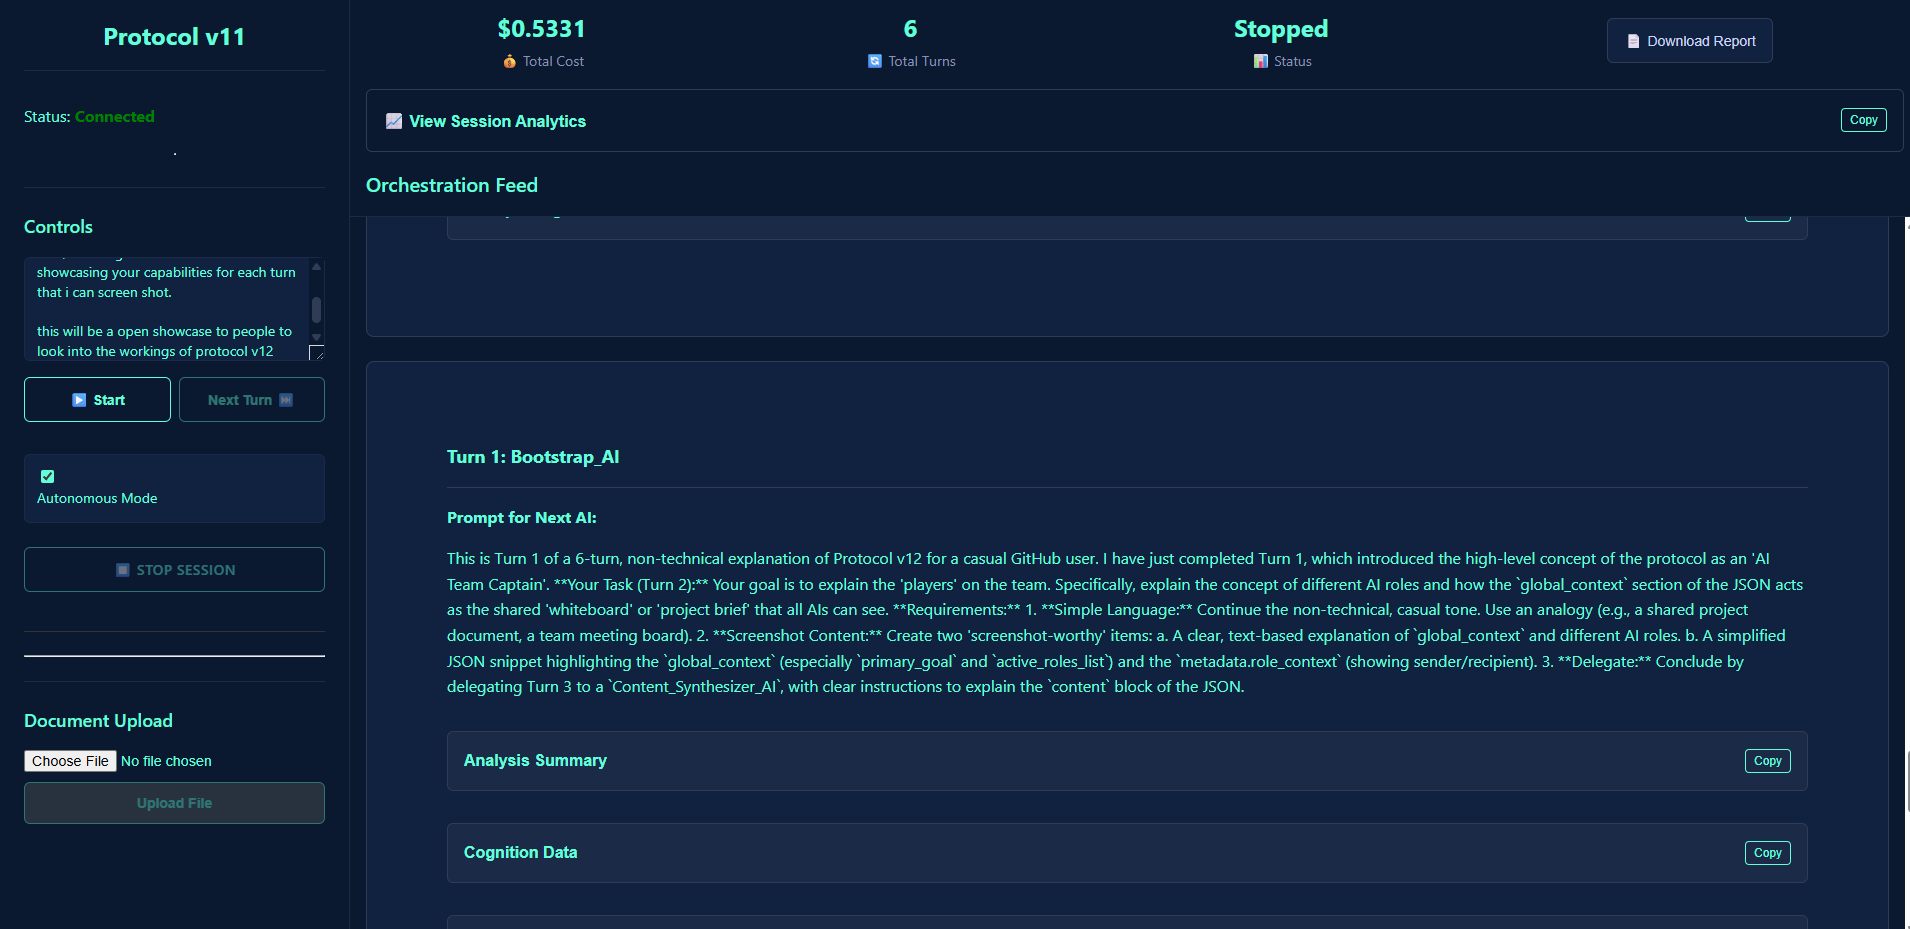 Protocol v11
Status: Connected
.
Controls
showcasing your capabilities for each turn
that i can screen shot.
this will be a open showcase to people to
look into the workings of protocol v12
Start
Next Turn
Autonomous Mode
STOP SESSION
Document Upload
Choose File No file chosen
Upload File
$0.5331
Total Cost
6
Total Turns
Stopped
Status
Download Report
View Session Analytics
Copy
Orchestration Feed
Turn 1: Bootstrap_AI
Prompt for Next AI:
This is Turn 1 of a 6-turn, non-technical explanation of Protocol v12 for a casual GitHub user. I have just completed Turn 1, which introduced the high-level concept of the protocol as an 'AI
Team Captain'. **Your Task (Turn 2):** Your goal is to explain the 'players' on the team. Specifically, explain the concept of different AI roles and how the `global_context` section of the JSON acts
as the shared 'whiteboard' or 'project brief' that all AIs can see. **Requirements:** 1. **Simple Language:** Continue the non-technical, casual tone. Use an analogy (e.g., a shared project
document, a team meeting board). 2. **Screenshot Content:** Create two 'screenshot-worthy' items: a. A clear, text-based explanation of `global_context` and different AI roles. b. A simplified
JSON snippet highlighting the `global_context` (especially `primary_goal` and `active_roles_list`) and the `metadata.role_context` (showing sender/recipient). 3. **Delegate:** Conclude by
delegating Turn 3 to a `Content_Synthesizer_AI`, with clear instructions to explain the `content` block of the JSON.
Analysis Summary
Copy
Cognition Data
Copy